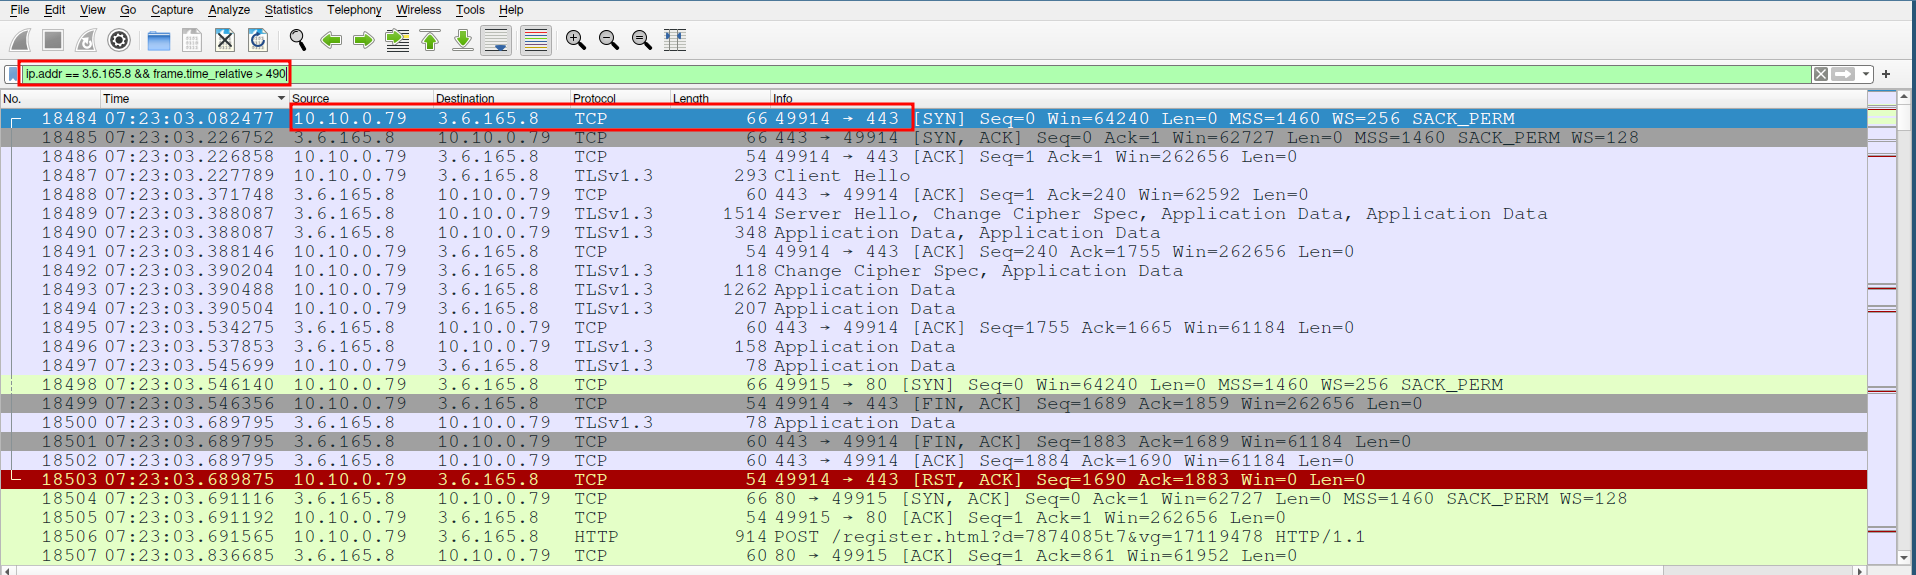 File Edit View Go Capture Analyze Statistics Telephony Wireless Tools Help
ip.addr == 3.6.165.8 && frame.time_relative > 490
No. Time Source Destination Protocol Length Info
18484 07:23:03.082477 10.10.0.79 3.6.165.8 TCP 66 49914 → 443 [SYN] Seq=0 Win=64240 Len=0 MSS=1460 WS=256 SACK_PERM
18485 07:23:03.226752 3.6.165.8 10.10.0.79 TCP 66 443 → 49914 [SYN, ACK] Seq=0 Ack=1 Win=62727 Len=0 MSS=1460 SACK_PERM WS=128
18486 07:23:03.226858 10.10.0.79 3.6.165.8 TCP 54 49914 → 443 [ACK] Seq=1 Ack=1 Win=262656 Len=0
18487 07:23:03.227789 10.10.0.79 3.6.165.8 TLSv1.3 293 Client Hello
18488 07:23:03.371748 3.6.165.8 10.10.0.79 TCP 60 443 → 49914 [ACK] Seq=1 Ack=240 Win=62592 Len=0
18489 07:23:03.388087 3.6.165.8 10.10.0.79 TLSv1.3 1514 Server Hello, Change Cipher Spec, Application Data, Application Data
18490 07:23:03.388087 3.6.165.8 10.10.0.79 TLSv1.3 348 Application Data, Application Data
18491 07:23:03.388146 10.10.0.79 3.6.165.8 TCP 54 49914 → 443 [ACK] Seq=240 Ack=1755 Win=262656 Len=0
18492 07:23:03.390204 10.10.0.79 3.6.165.8 TLSv1.3 118 Change Cipher Spec, Application Data
18493 07:23:03.390488 10.10.0.79 3.6.165.8 TLSv1.3 1262 Application Data
18494 07:23:03.390504 10.10.0.79 3.6.165.8 TLSv1.3 207 Application Data
18495 07:23:03.534275 3.6.165.8 10.10.0.79 TCP 60 443 → 49914 [ACK] Seq=1755 Ack=1665 Win=61184 Len=0
18496 07:23:03.537853 3.6.165.8 10.10.0.79 TLSv1.3 158 Application Data
18497 07:23:03.545699 10.10.0.79 3.6.165.8 TLSv1.3 78 Application Data
18498 07:23:03.546140 10.10.0.79 3.6.165.8 TCP 66 49915 → 80 [SYN] Seq=0 Win=64240 Len=0 MSS=1460 WS=256 SACK_PERM
18499 07:23:03.546356 10.10.0.79 3.6.165.8 TCP 54 49914 → 443 [FIN, ACK] Seq=1689 Ack=1859 Win=262656 Len=0
18500 07:23:03.689795 3.6.165.8 10.10.0.79 TLSv1.3 78 Application Data
18501 07:23:03.689795 3.6.165.8 10.10.0.79 TCP 60 443 → 49914 [FIN, ACK] Seq=1883 Ack=1689 Win=61184 Len=0
18502 07:23:03.689795 3.6.165.8 10.10.0.79 TCP 60 443 → 49914 [ACK] Seq=1884 Ack=1690 Win=61184 Len=0
18503 07:23:03.689875 10.10.0.79 3.6.165.8 TCP 54 49914 → 443 [RST, ACK] Seq=1690 Ack=1883 Win=0 Len=0
18504 07:23:03.691116 3.6.165.8 10.10.0.79 TCP 66 80 → 49915 [SYN, ACK] Seq=0 Ack=1 Win=62727 Len=0 MSS=1460 SACK_PERM WS=128
18505 07:23:03.691192 10.10.0.79 3.6.165.8 TCP 54 49915 → 80 [ACK] Seq=1 Ack=1 Win=262656 Len=0
18506 07:23:03.691565 10.10.0.79 3.6.165.8 HTTP 914 POST /register.html?d=7874085t7&vg=17119478 HTTP/1.1
18507 07:23:03.836685 3.6.165.8 10.10.0.79 TCP 60 80 → 49915 [ACK] Seq=1 Ack=861 Win=61952 Len=0